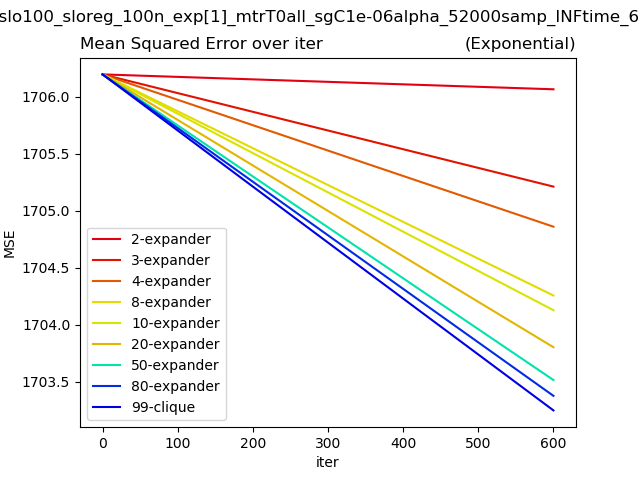 slo100_sloreg_100n_exp[1]_mtrT0all_sgC1e-06alpha_52000samp_INFtime_6
Mean Squared Error over iter (Exponential)
1706.0
1705.5
1705.0
1704.5
1704.0
1703.5
MSE
2-expander
3-expander
4-expander
8-expander
10-expander
20-expander
50-expander
80-expander
99-clique
0 100 200 300 400 500 600
iter